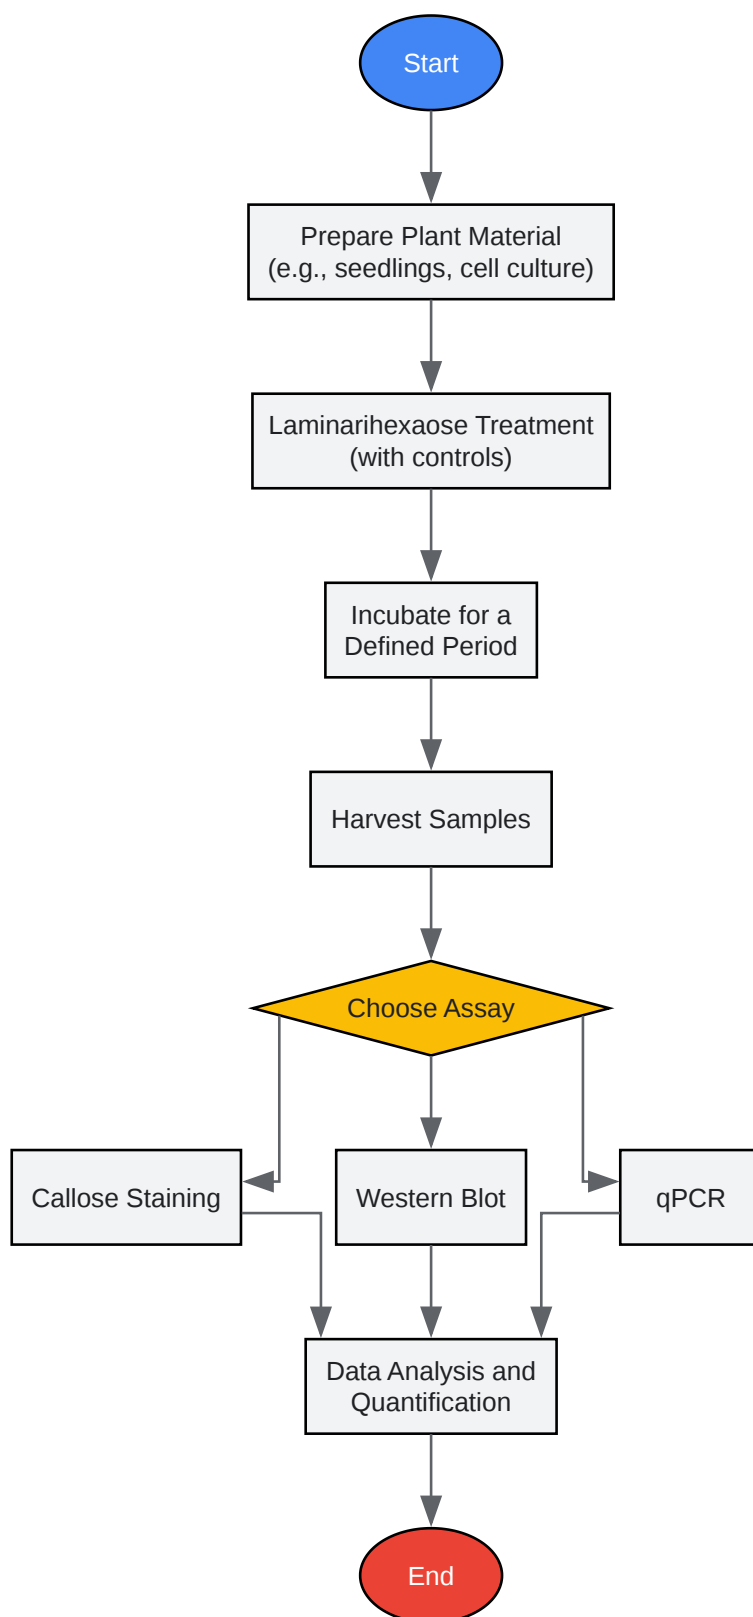 Start
Prepare Plant Material
(e.g., seedlings, cell culture)
Laminarihexaose Treatment
(with controls)
Incubate for a
Defined Period
Harvest Samples
Choose Assay
Callose Staining
Western Blot
qPCR
Data Analysis and
Quantification
End